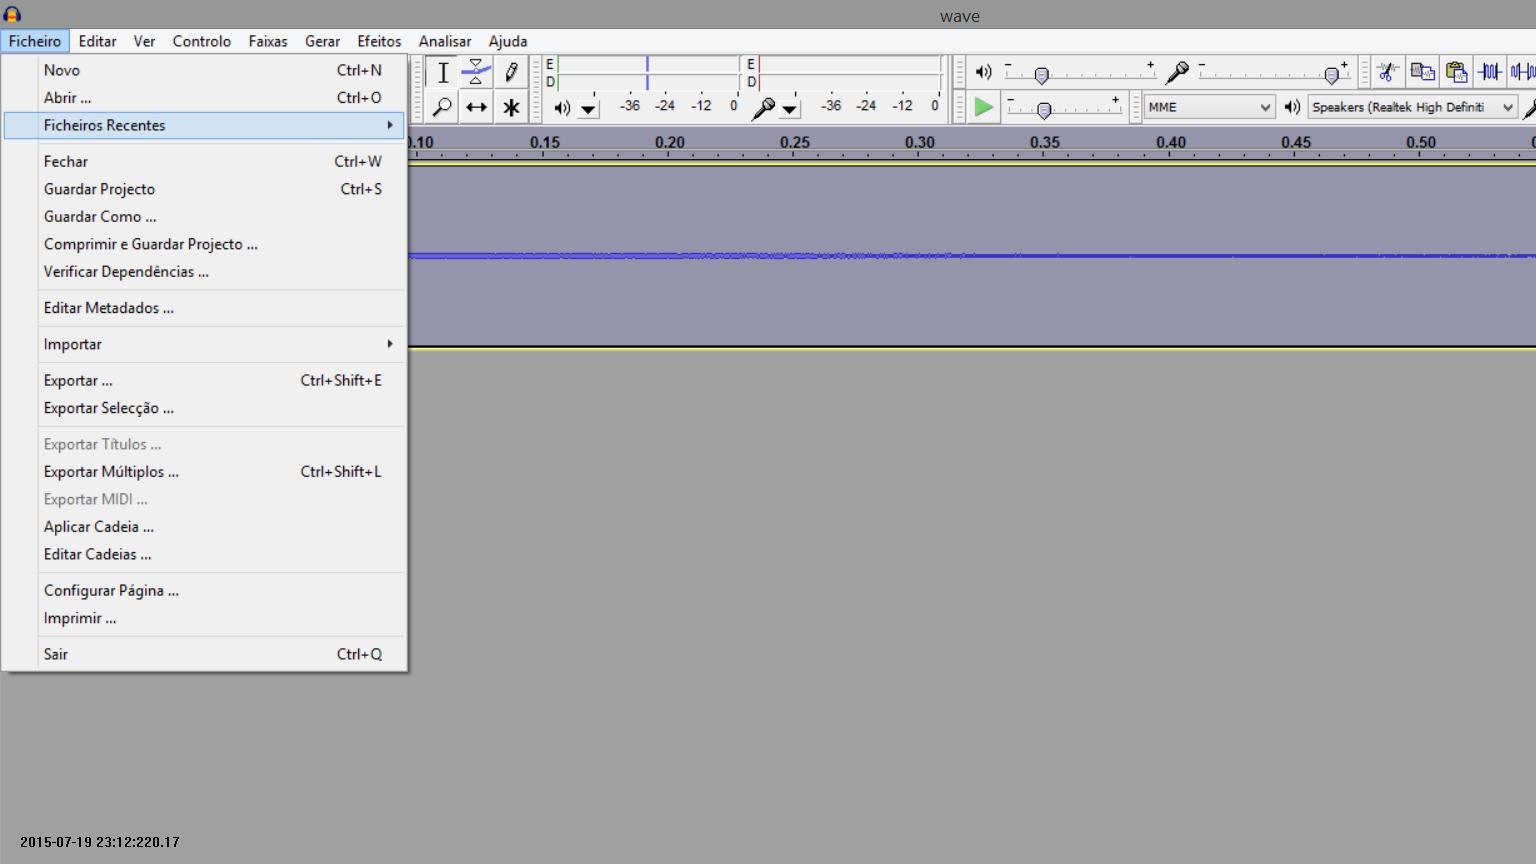 wave
Ficheiro Editar Ver Controlo Faixas Gerar Efeitos Analisar Ajuda
Novo Ctrl+N
Abrir ... Ctrl+O
Ficheiros Recentes
Fechar Ctrl+W
Guardar Projecto Ctrl+S
Guardar Como ...
Comprimir e Guardar Projecto ...
Verificar Dependências ...
Editar Metadados ...
Importar
Exportar ... Ctrl+Shift+E
Exportar Selecção ...
Exportar Títulos ...
Exportar Múltiplos ... Ctrl+Shift+L
Exportar MIDI ...
Aplicar Cadeia ...
Editar Cadeias ...
Configurar Página ...
Imprimir ...
Sair Ctrl+Q
E E
D D
-36 -24 -12 0 -36 -24 -12 0
MME Speakers (Realtek High Definiti
0.10 0.15 0.20 0.25 0.30 0.35 0.40 0.45 0.50
2015-07-19 23:12:220.17